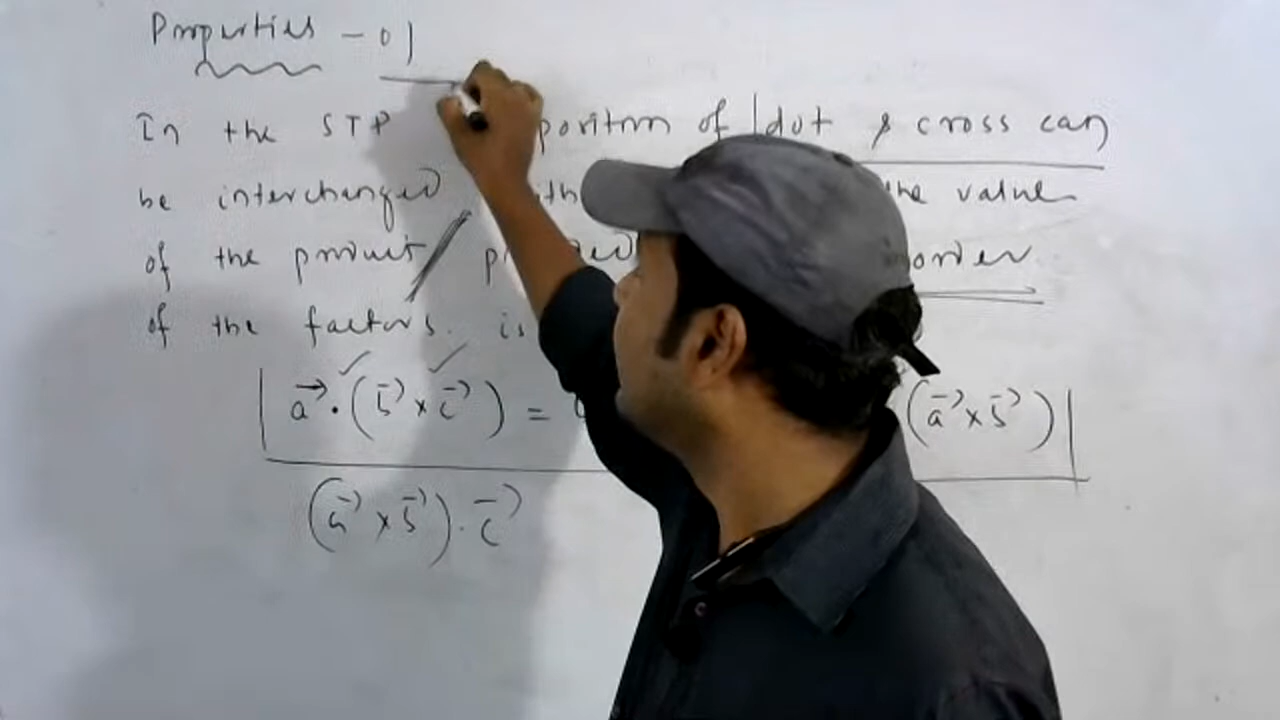 Properties - 01
In the STP position of dot & cross can
be interchanged the value
of the product order
of the factors. is
a⃗ · (b⃗ × c⃗) = (a⃗ × b⃗)
(a⃗ × b⃗) · c⃗